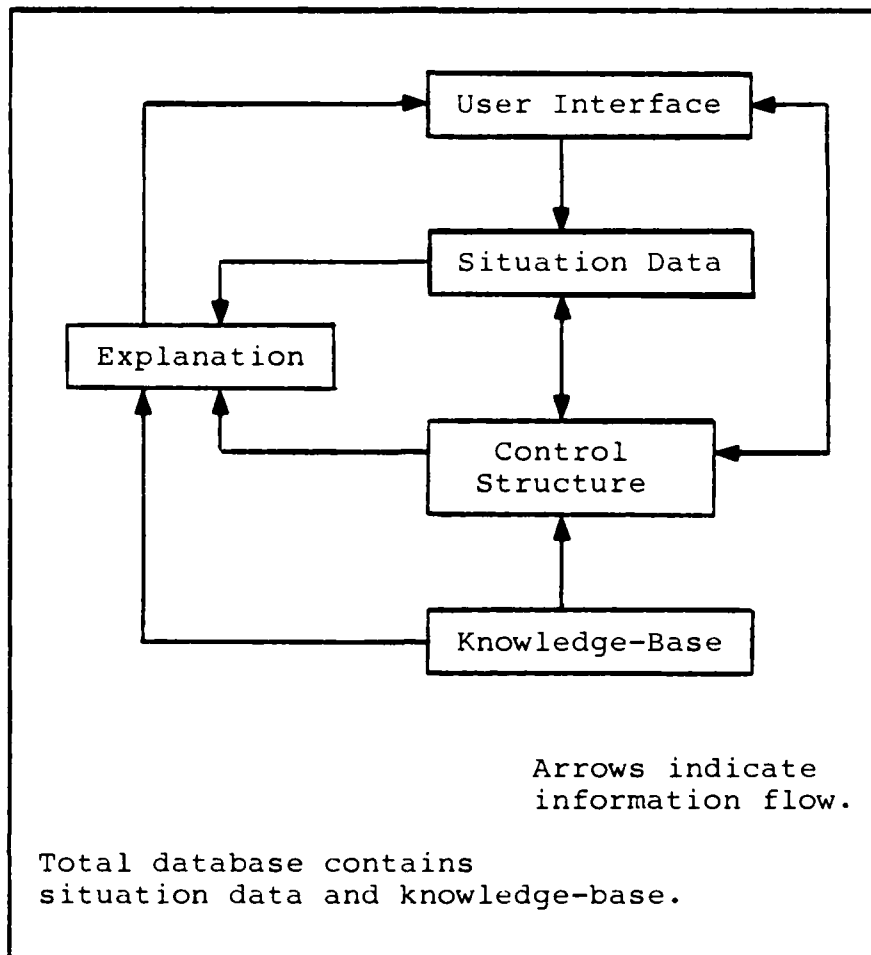 User Interface
Situation Data
Explanation
Control
Structure
Knowledge-Base
Arrows indicate
information flow.
Total database contains
situation data and knowledge-base.